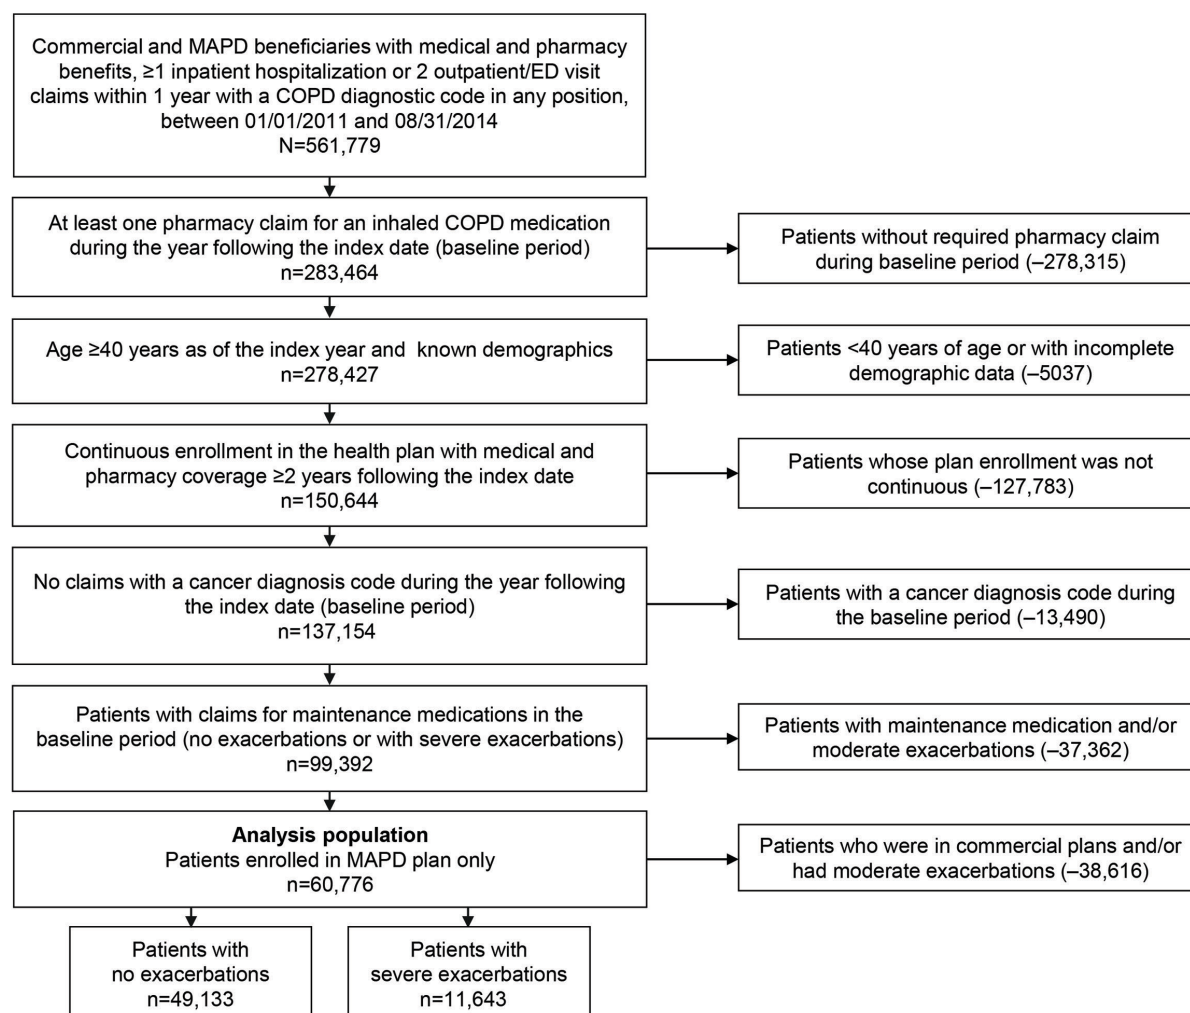 Commercial and MAPD beneficiaries with medical and pharmacy
benefits, ≥1 inpatient hospitalization or 2 outpatient/ED visit
claims within 1 year with a COPD diagnostic code in any position,
between 01/01/2011 and 08/31/2014
N=561,779
At least one pharmacy claim for an inhaled COPD medication
during the year following the index date (baseline period)
n=283,464
Patients without required pharmacy claim
during baseline period (–278,315)
Age ≥40 years as of the index year and  known demographics
n=278,427
Patients <40 years of age or with incomplete
demographic data (–5037)
Continuous enrollment in the health plan with medical and
pharmacy coverage ≥2 years following the index date
n=150,644
Patients whose plan enrollment was not
continuous (–127,783)
No claims with a cancer diagnosis code during the year following
the index date (baseline period)
n=137,154
Patients with a cancer diagnosis code during
the baseline period (–13,490)
Patients with claims for maintenance medications in the
baseline period (no exacerbations or with severe exacerbations)
n=99,392
Patients with maintenance medication and/or
moderate exacerbations (–37,362)
Analysis population
Patients enrolled in MAPD plan only
n=60,776
Patients who were in commercial plans and/or
had moderate exacerbations (–38,616)
Patients with
no exacerbations
n=49,133
Patients with
severe exacerbations
n=11,643